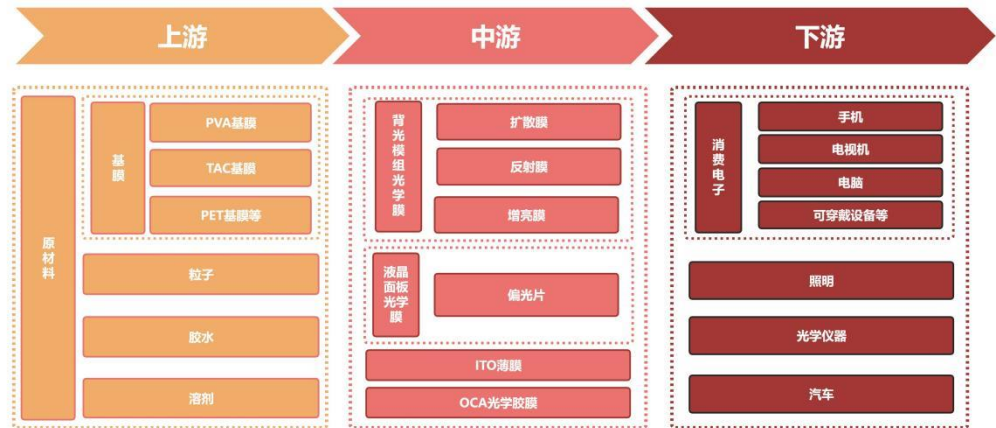 上游
中游
下游
原材料
基膜
PVA基膜
TAC基膜
PET基膜等
粒子
胶水
溶剂
背光模组光学膜
扩散膜
反射膜
增亮膜
液晶
面板
光学
膜
偏光片
ITO薄膜
OCA光学胶膜
消费电子
手机
电视机
电脑
可穿戴设备等
照明
光学仪器
汽车